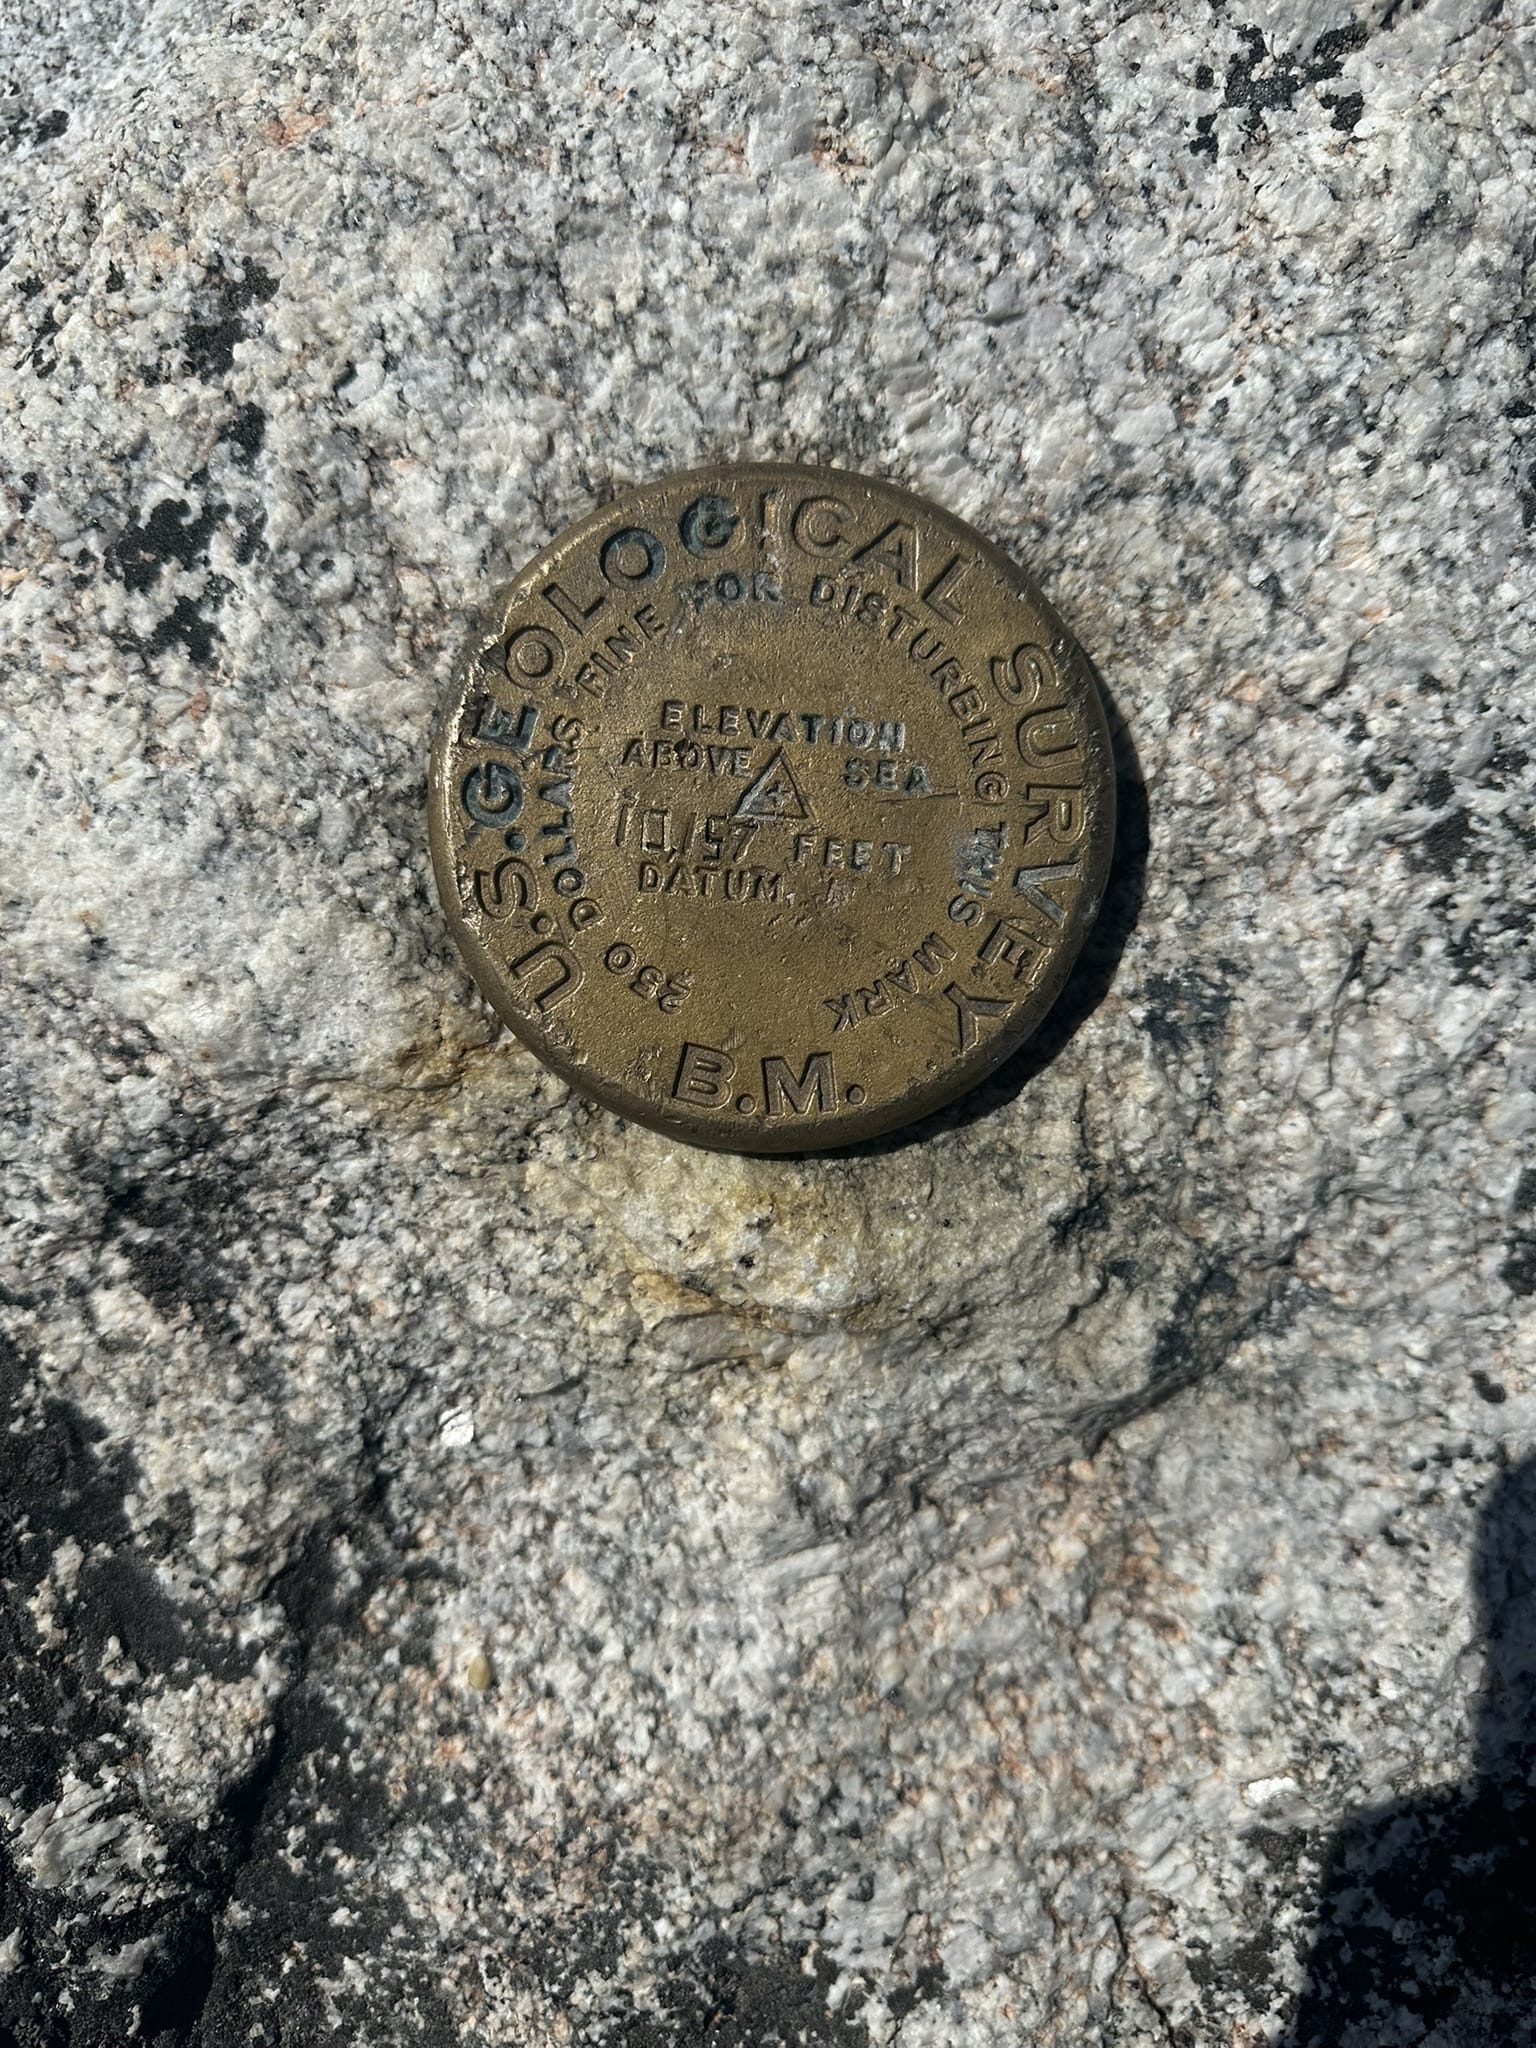 U.S.GEOLOGICAL SURVEY
250 DOLLARS FINE FOR DISTURBING THIS MARK
ELEVATION
ABOVE SEA
10,157 FEET
DATUM.
B.M.